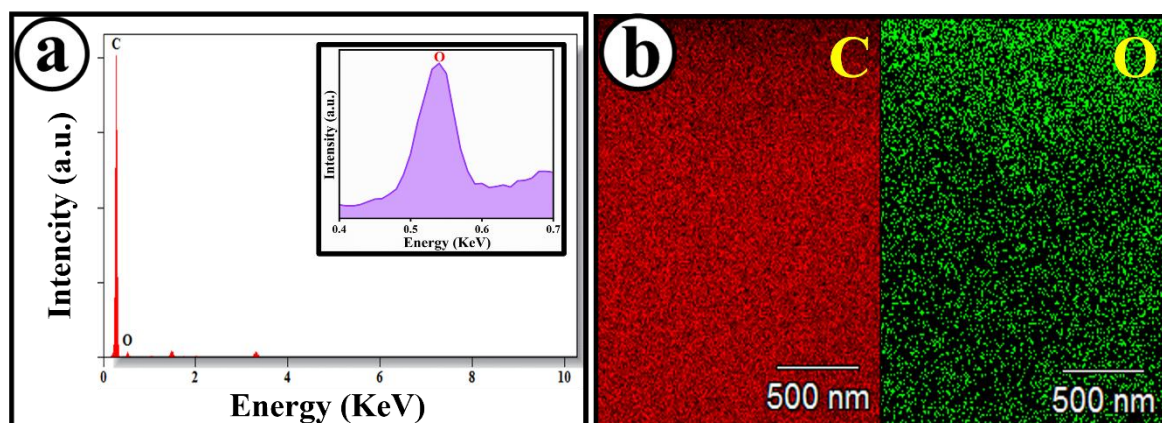 a
C
O
Intencity (a.u.)
0 2 4 6 8 10
Energy (KeV)
O
Intensity (a.u.)
0.4 0.5 0.6 0.7
Energy (KeV)
b
C
O
500 nm
500 nm